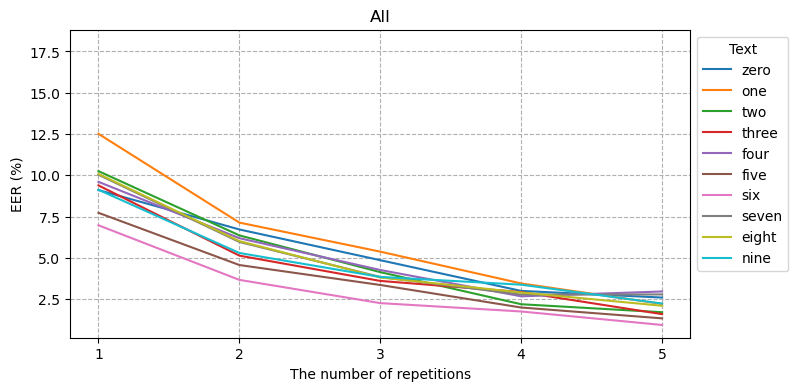 All
EER (%)
17.5
15.0
12.5
10.0
7.5
5.0
2.5
1 2 3 4 5
The number of repetitions
Text
zero
one
two
three
four
five
six
seven
eight
nine